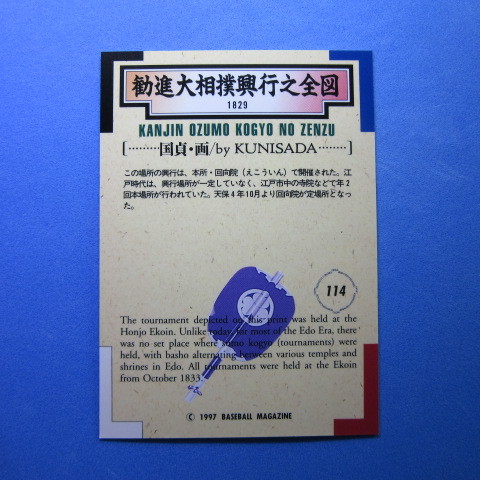 勧進大相撲興行之全図
1829
KANJIN OZUMO KOGYO NO ZENZU
[………国貞・画/by KUNISADA………]
この場所の興行は、本所・回向院（えこういん）で開催された。江
戸時代は、興行場所が一定していなく、江戸市中の寺院などで年2
回本場所が行われていた。天保4年10月より回向院が定場所となっ
た。
114
The tournament depicted on this print was held at the
Honjo Ekoin. Unlike today, for most of the Edo Era, there
was no set place where sumo kogyo (tournaments) were
held, with basho alternating between various temples and
shrines in Edo. All tournaments were held at the Ekoin
from October 1833.
© 1997 BASEBALL MAGAZINE